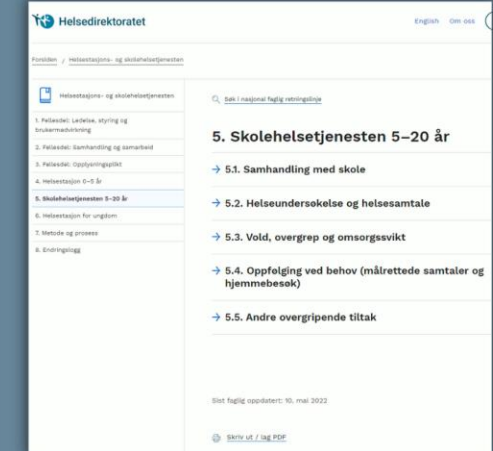 Helsedirektoratet
English Om oss
Forsiden / Helsestasjons- og skolehelsetjenesten
Helsestasjons- og skolehelsetjenesten
1. Fellesdel: Ledelse, styring og
brukermedvirkning
2. Fellesdel: Samhandling og samarbeid
3. Fellesdel: Opplysningsplikt
4. Helsestasjon 0–5 år
5. Skolehelsetjenesten 5–20 år
6. Helsestasjon for ungdom
7. Metode og prosess
8. Endringslogg
Søk i nasjonal faglig retningslinje
5. Skolehelsetjenesten 5–20 år
→ 5.1. Samhandling med skole
→ 5.2. Helseundersøkelse og helsesamtale
→ 5.3. Vold, overgrep og omsorgssvikt
→ 5.4. Oppfølging ved behov (målrettede samtaler og
hjemmebesøk)
→ 5.5. Andre overgripende tiltak
Sist faglig oppdatert: 10. mai 2022
Skriv ut / lag PDF